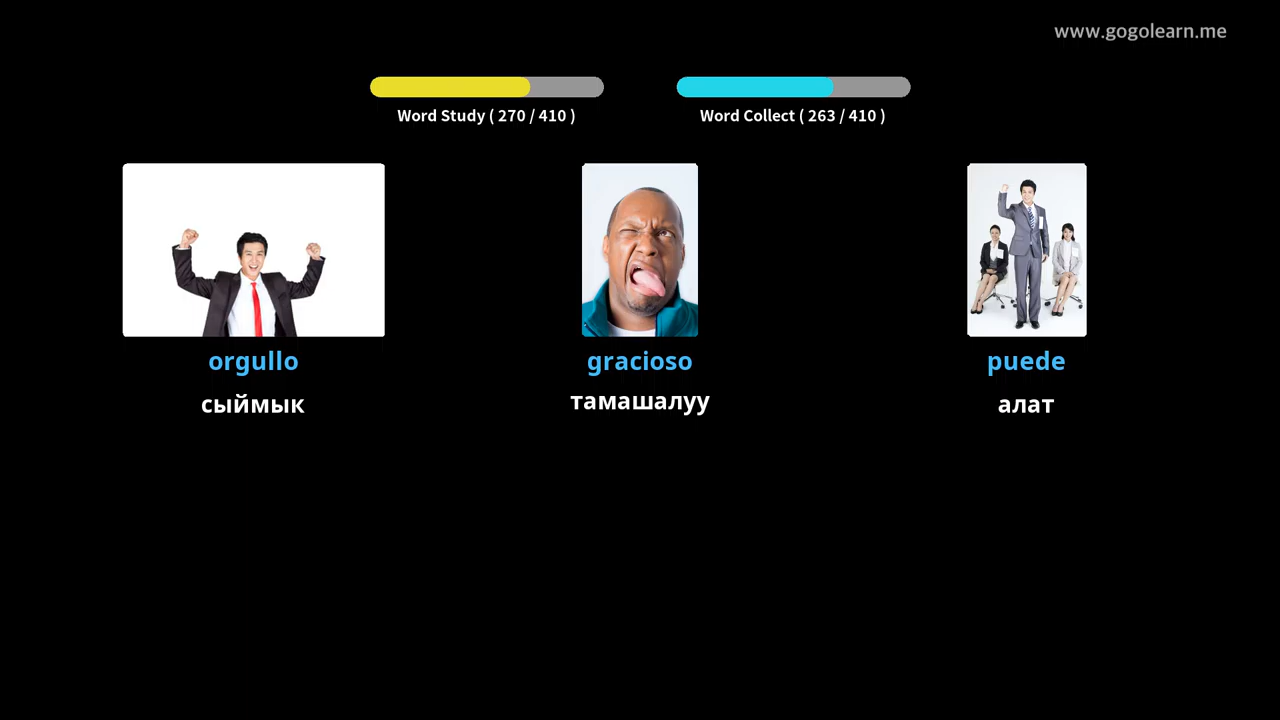 www.gogolearn.me
Word Study ( 270 / 410 )
Word Collect ( 263 / 410 )
orgullo
gracioso
puede
сыймык
тамашалуу
алат